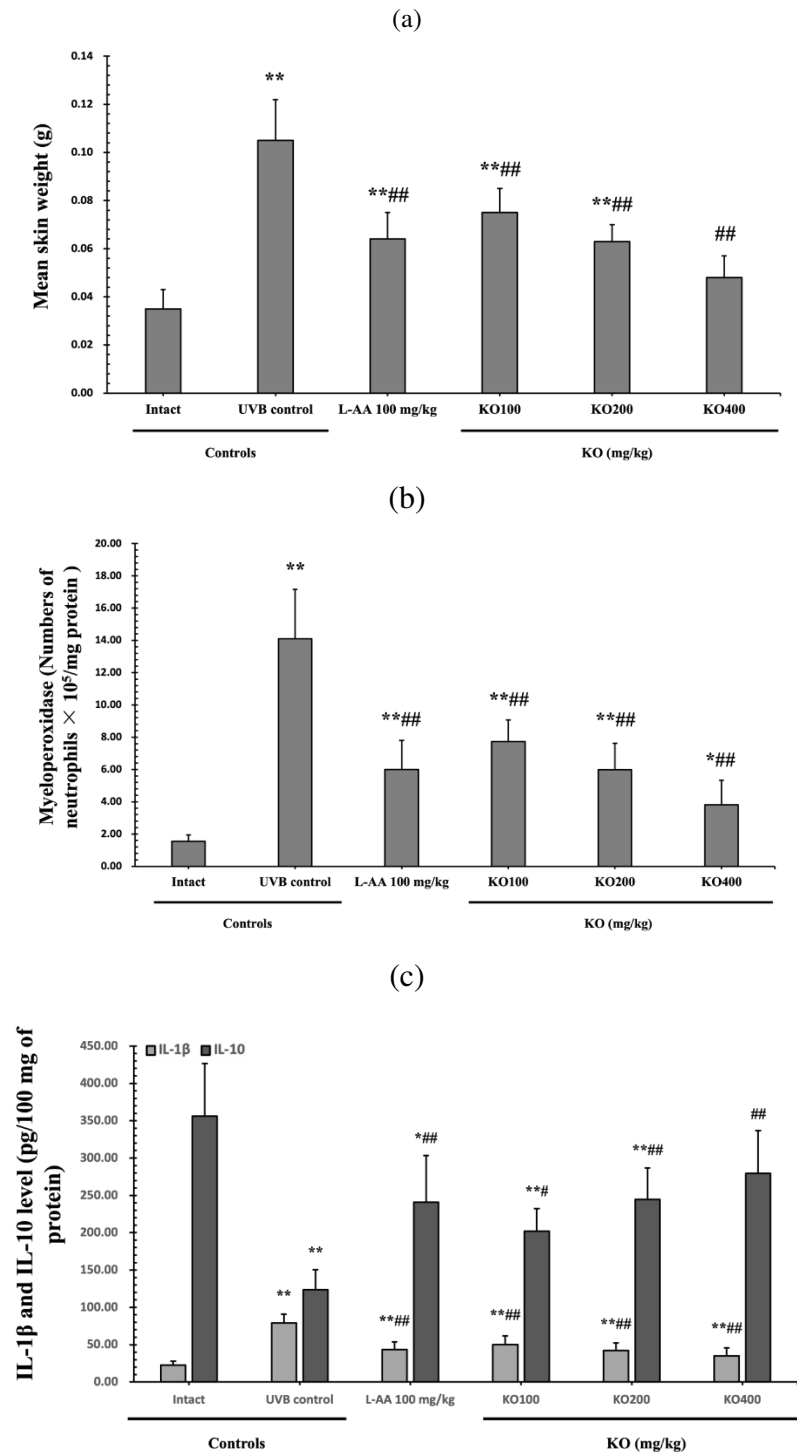 (a)
Mean skin weight (g)
0.14
0.12
0.10
0.08
0.06
0.04
0.02
0.00
**
**##
**##
**##
##
Intact
UVB control
L-AA 100 mg/kg
KO100
KO200
KO400
Controls
KO (mg/kg)
(b)
Myeloperoxidase (Numbers of
neutrophils × 10⁵/mg protein )
20.00
18.00
16.00
14.00
12.00
10.00
8.00
6.00
4.00
2.00
0.00
**
**##
**##
**##
*##
Intact
UVB control
L-AA 100 mg/kg
KO100
KO200
KO400
Controls
KO (mg/kg)
(c)
IL-1β and IL-10 level (pg/100 mg of
protein)
IL-1β
IL-10
450.00
400.00
350.00
300.00
250.00
200.00
150.00
100.00
50.00
0.00
**
**
**##
*##
**##
**#
**##
**##
**##
##
Intact
UVB control
L-AA 100 mg/kg
KO100
KO200
KO400
Controls
KO (mg/kg)